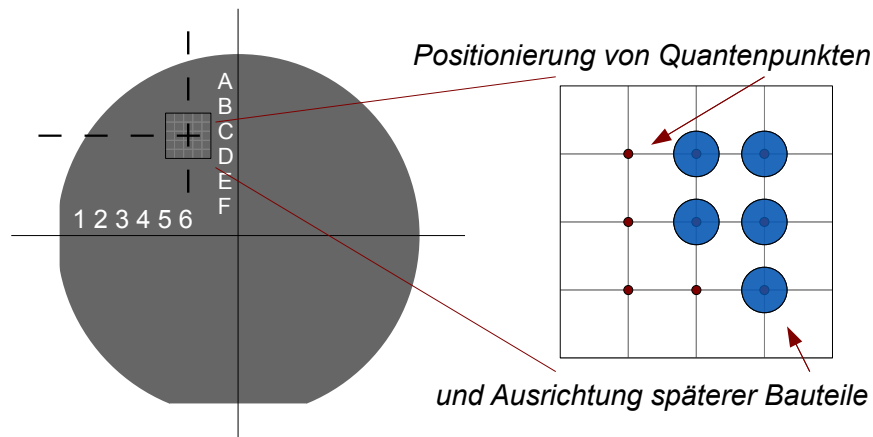 Positionierung von Quantenpunkten
A
B
C
D
E
F
1 2 3 4 5 6
und Ausrichtung späterer Bauteile